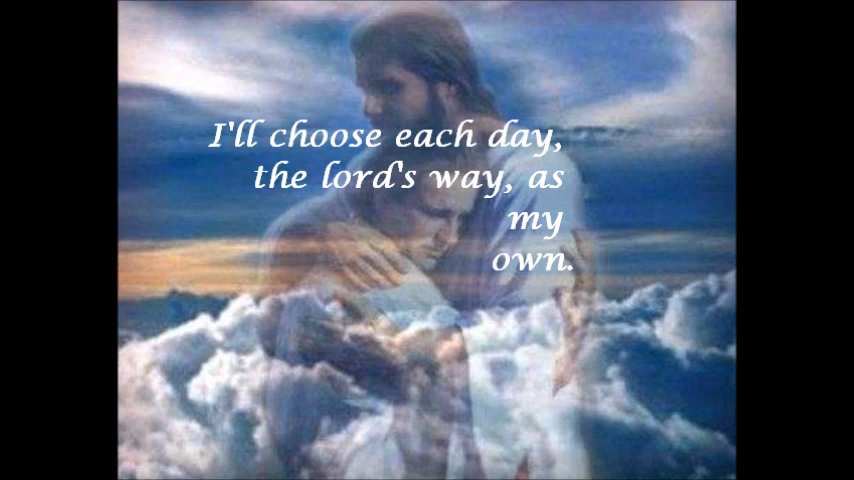 I'll choose each day,
the lord's way, as
my
own.